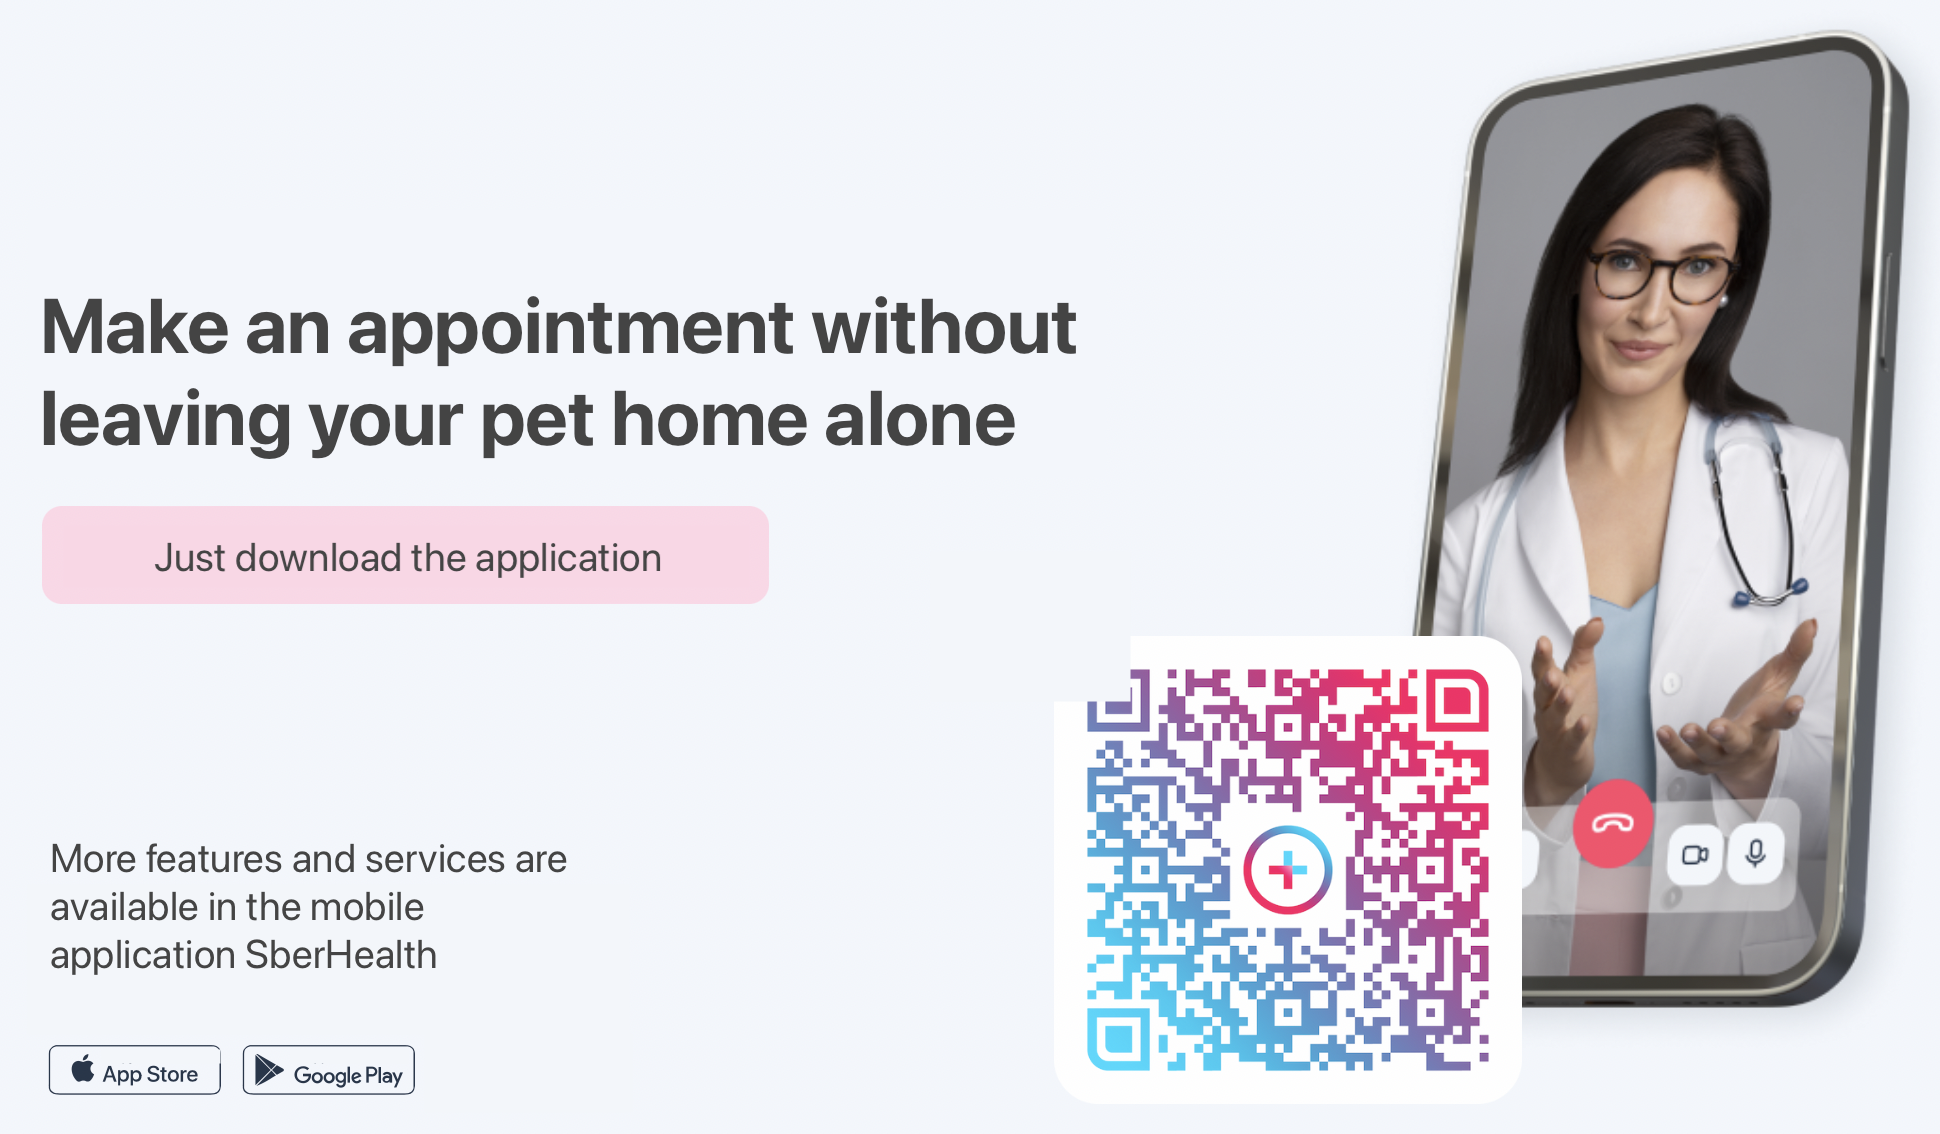 Make an appointment without
leaving your pet home alone
Just download the application
More features and services are
available in the mobile
application SberHealth
App Store
Google Play